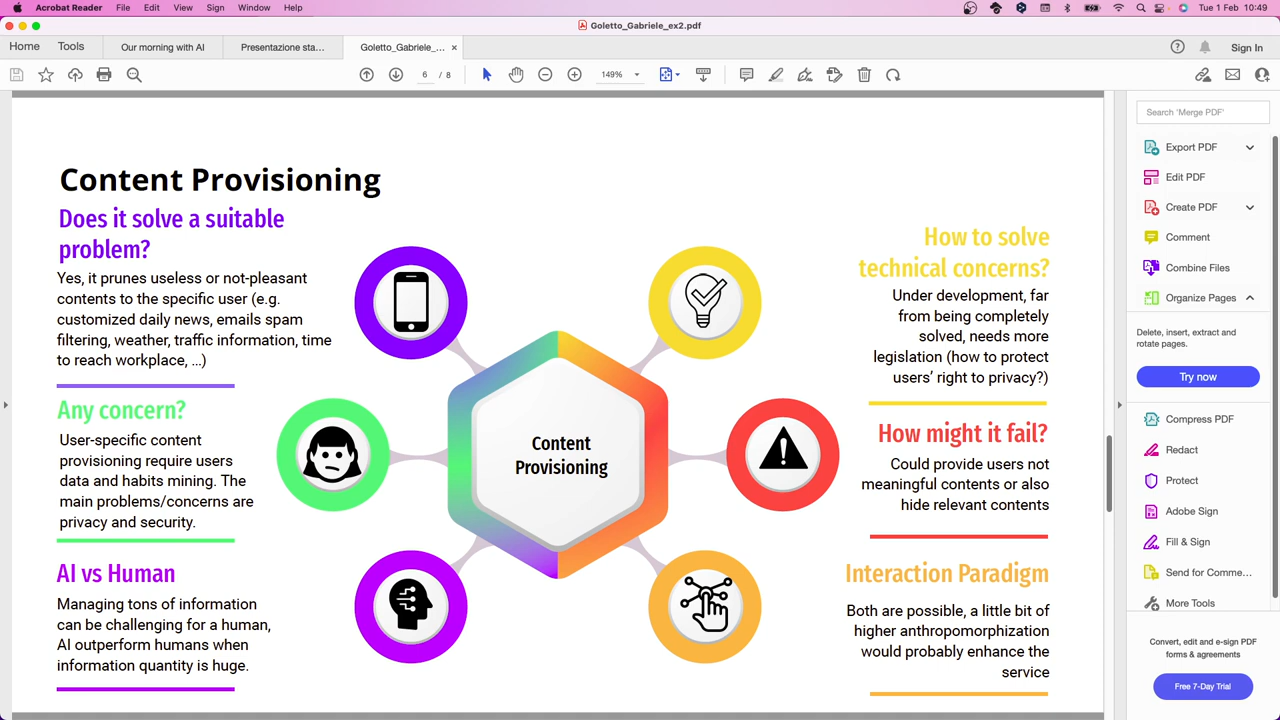 Acrobat Reader File Edit View Sign Window Help Tue 1 Feb 10:49
Goletto_Gabriele_ex2.pdf
Home Tools Our morning with AI Presentazione sta... Goletto_Gabriele_... × Sign In
6 / 8 149%
Search 'Merge PDF'
Export PDF
Edit PDF
Create PDF
Comment
Combine Files
Organize Pages
Delete, insert, extract and
rotate pages.
Try now
Compress PDF
Redact
Protect
Adobe Sign
Fill & Sign
Send for Comme...
More Tools
Convert, edit and e-sign PDF
forms & agreements
Free 7-Day Trial
Content Provisioning
Does it solve a suitable
problem?
Yes, it prunes useless or not-pleasant
contents to the specific user (e.g.
customized daily news, emails spam
filtering, weather, traffic information, time
to reach workplace, ...)
Any concern?
User-specific content
provisioning require users
data and habits mining. The
main problems/concerns are
privacy and security.
AI vs Human
Managing tons of information
can be challenging for a human,
AI outperform humans when
information quantity is huge.
Content
Provisioning
How to solve
technical concerns?
Under development, far
from being completely
solved, needs more
legislation (how to protect
users' right to privacy?)
How might it fail?
Could provide users not
meaningful contents or also
hide relevant contents
Interaction Paradigm
Both are possible, a little bit of
higher anthropomorphization
would probably enhance the
service